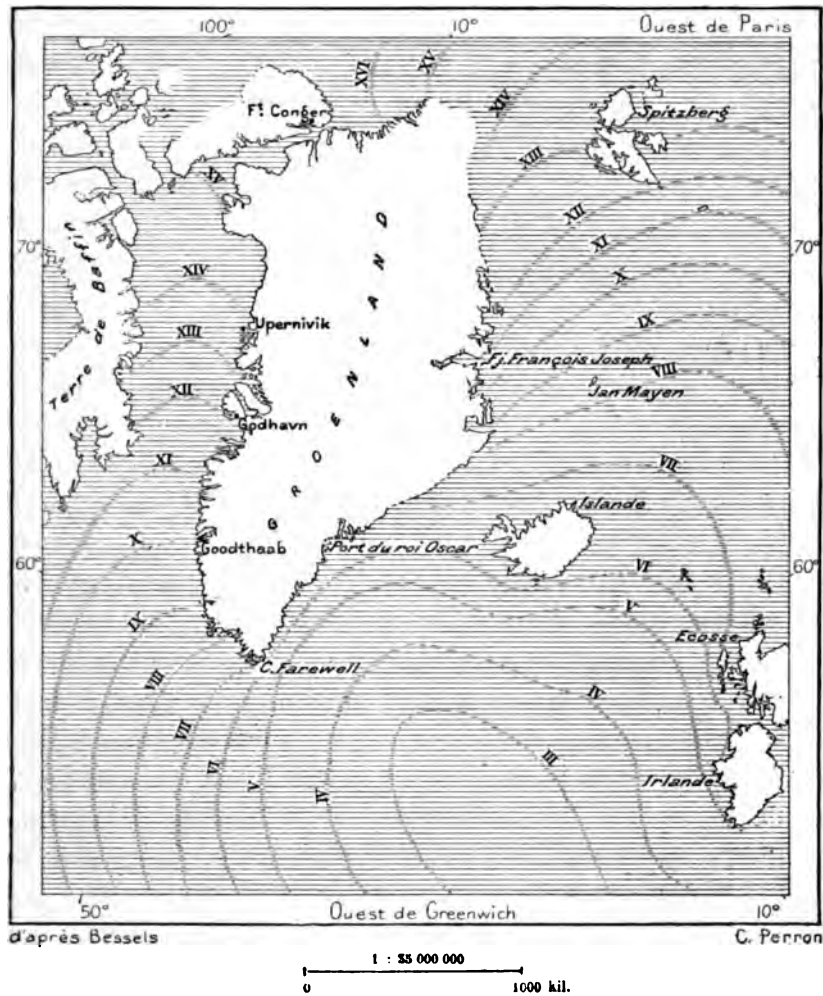 100° 10° Ouest de Paris
XVI XV
XIV
Ft. Conger
Spitzberg
XIII
XV
XII
XI
70° 70°
X
XIV
IX
Terre de Baffin
Upernivik
XIII
GROENLAND
Fj. François Joseph
VIII
Jan Mayen
XII
Godhavn
XI
VII
Islande
X
Goodthaab
Port du roi Oscar
60° 60°
VI
V
IX
Ecosse
VIII
C. Farewell
IV
VII
III
VI
V
IV
Irlande
50° Ouest de Greenwich 10°
d'après Bessels C. Perron
1 : 35 000 000
0 1000 kil.